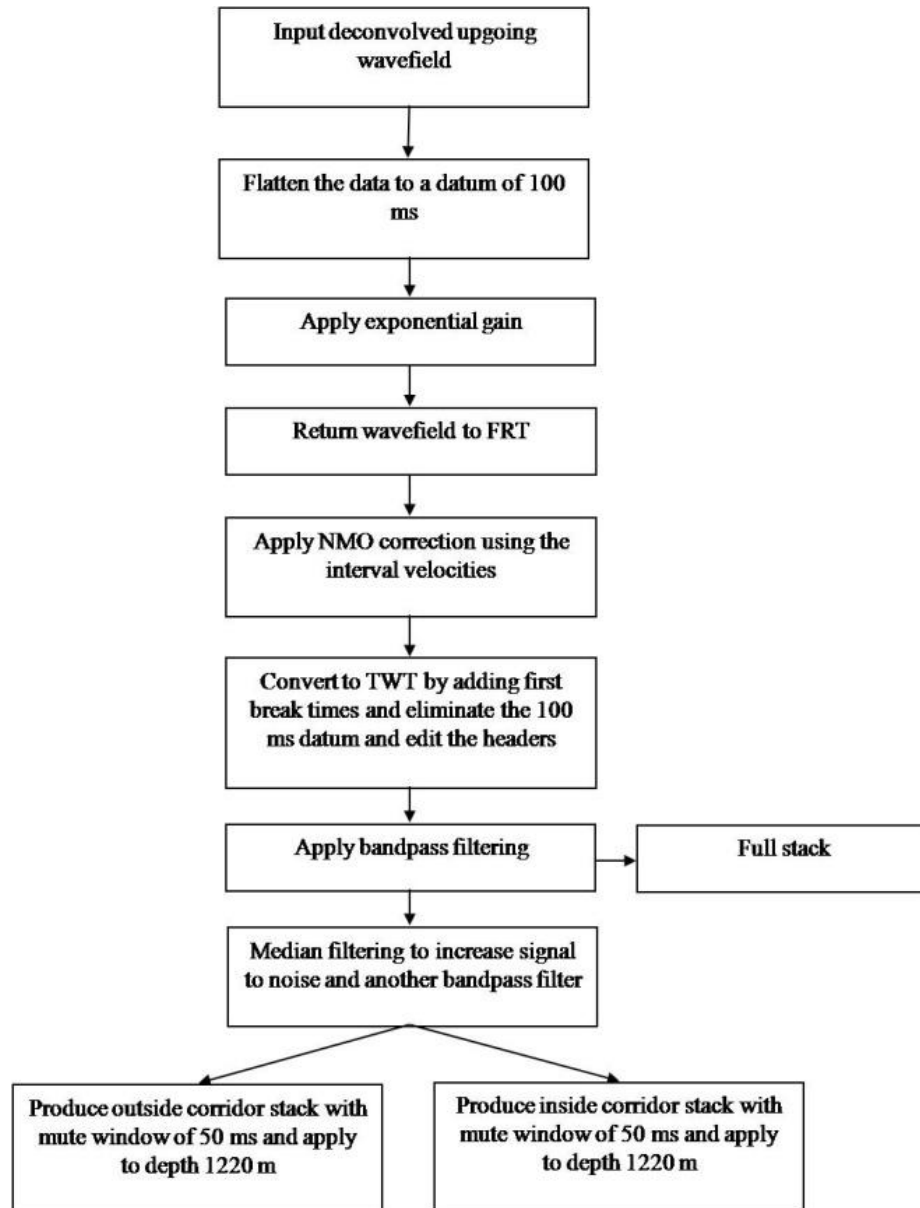 Input deconvolved upgoing
wavefield
Flatten the data to a datum of 100
ms
Apply exponential gain
Return wavefield to FRT
Apply NMO correction using the
interval velocities
Convert to TWT by adding first
break times and eliminate the 100
ms datum and edit the headers
Apply bandpass filtering
Full stack
Median filtering to increase signal
to noise and another bandpass filter
Produce outside corridor stack with
mute window of 50 ms and apply
to depth 1220 m
Produce inside corridor stack with
mute window of 50 ms and apply
to depth 1220 m